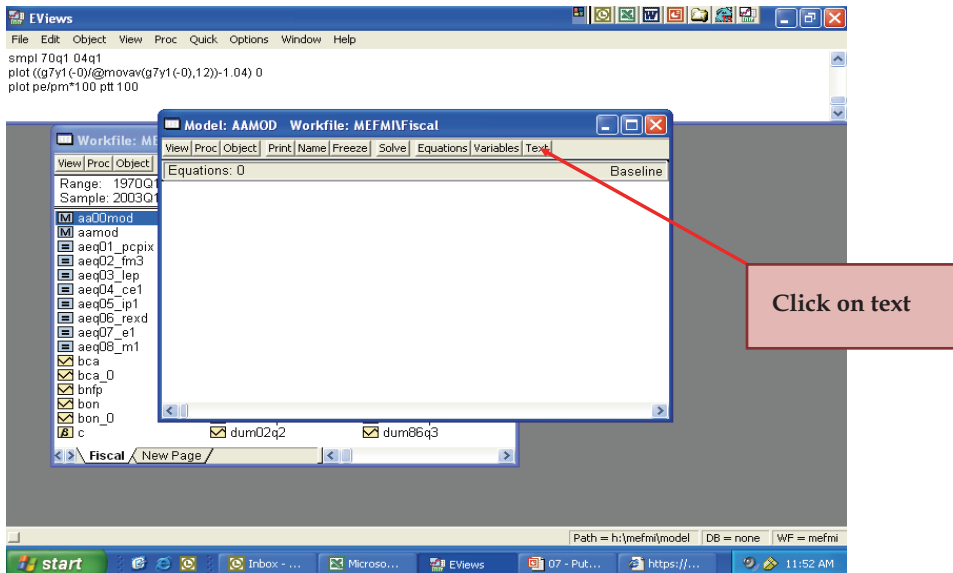 EViews
File Edit Object View Proc Quick Options Window Help
smpl 70q1 04q1
plot ((g7y1(-0)/@movav(g7y1(-0),12))-1.04) 0
plot pe/pm*100 ptt 100
Model: AAMOD Workfile: MEFMI\Fiscal
View Proc Object Print Name Freeze Solve Equations Variables Text
Equations: 0 Baseline
Workfile: ME
View Proc Object
Range: 1970Q1
Sample: 2003Q1
aa00mod
aamod
aeq01_pcpix
aeq02_fm3
aeq03_lep
aeq04_ce1
aeq05_ip1
aeq06_rexd
aeq07_e1
aeq08_m1
bca
bca_0
bnfp
bon
bon_0
c dum02q2 dum86q3
Fiscal New Page
Click on text
Path = h:\mefmi\model DB = none WF = mefmi
start Inbox - ... Microso... EViews 07 - Put... https://... 11:52 AM